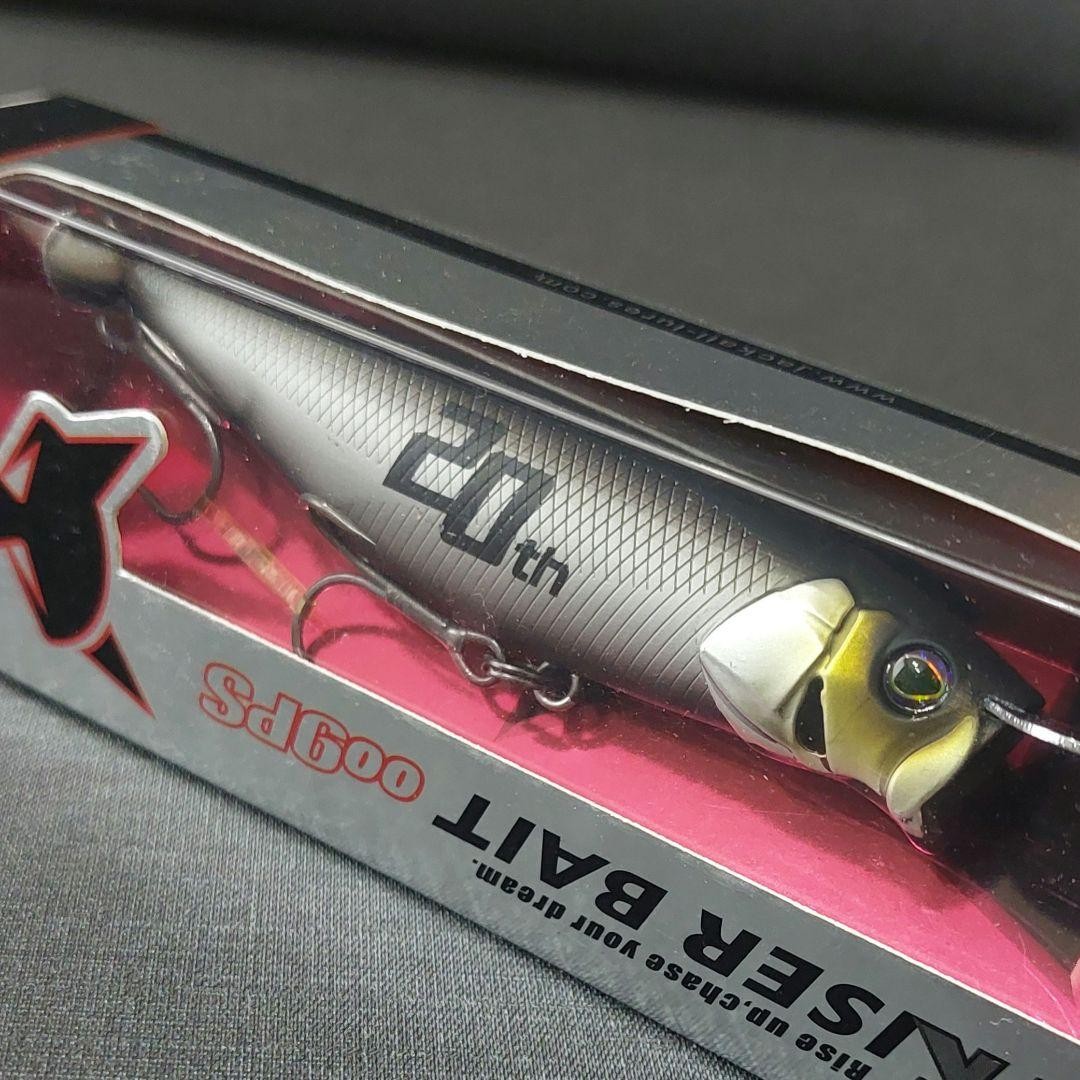 www.Jackall-lures.com
20th
009PS
RISER BAIT
Rise up,chase your dream.